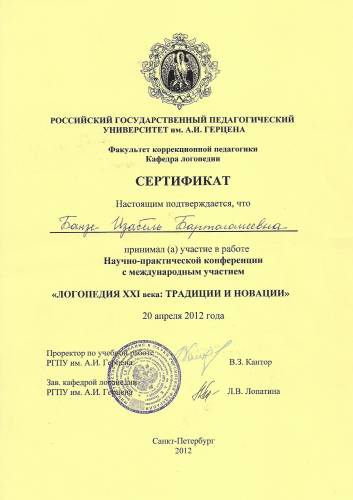 РОССИЙСКИЙ ГОСУДАРСТВЕННЫЙ ПЕДАГОГИЧЕСКИЙ
УНИВЕРСИТЕТ им. А.И. ГЕРЦЕНА
Факультет коррекционной педагогики
Кафедра логопедии
СЕРТИФИКАТ
Настоящим подтверждается, что
Банзе Изабель Бартоломеевна
принимал (а) участие в работе
Научно-практической конференции
с международным участием
«ЛОГОПЕДИЯ XXI века: ТРАДИЦИИ И НОВАЦИИ»
20 апреля 2012 года
Проректор по учебной работе
РГПУ им. А.И. Герцена В.З. Кантор
Зав. кафедрой логопедии
РГПУ им. А.И. Герцена Л.В. Лопатина
Санкт-Петербург
2012